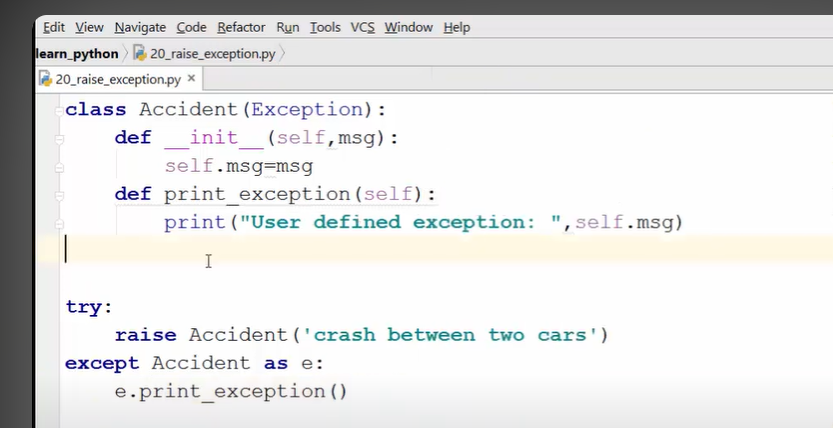 Edit View Navigate Code Refactor Run Tools VCS Window Help
learn_python 20_raise_exception.py
20_raise_exception.py ×
class Accident(Exception):
    def __init__(self,msg):
        self.msg=msg
    def print_exception(self):
        print("User defined exception: ",self.msg)
try:
    raise Accident('crash between two cars')
except Accident as e:
    e.print_exception()